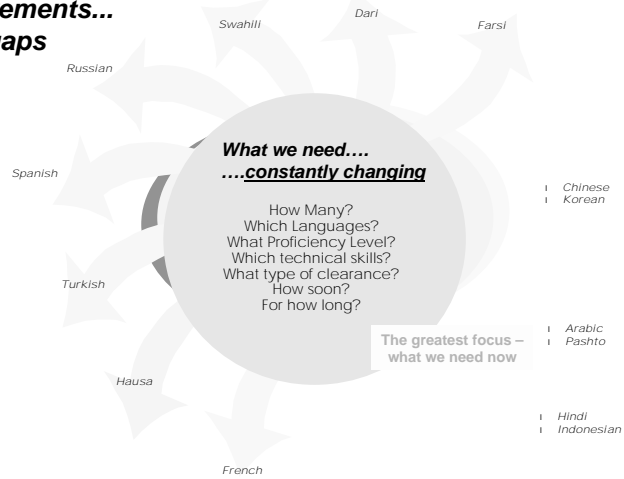 ements...
aps
Swahili
Dari
Farsi
Russian
Spanish
Turkish
Hausa
French
What we need....
....constantly changing
How Many?
Which Languages?
What Proficiency Level?
Which technical skills?
What type of clearance?
How soon?
For how long?
The greatest focus –
what we need now
Chinese
Korean
Arabic
Pashto
Hindi
Indonesian